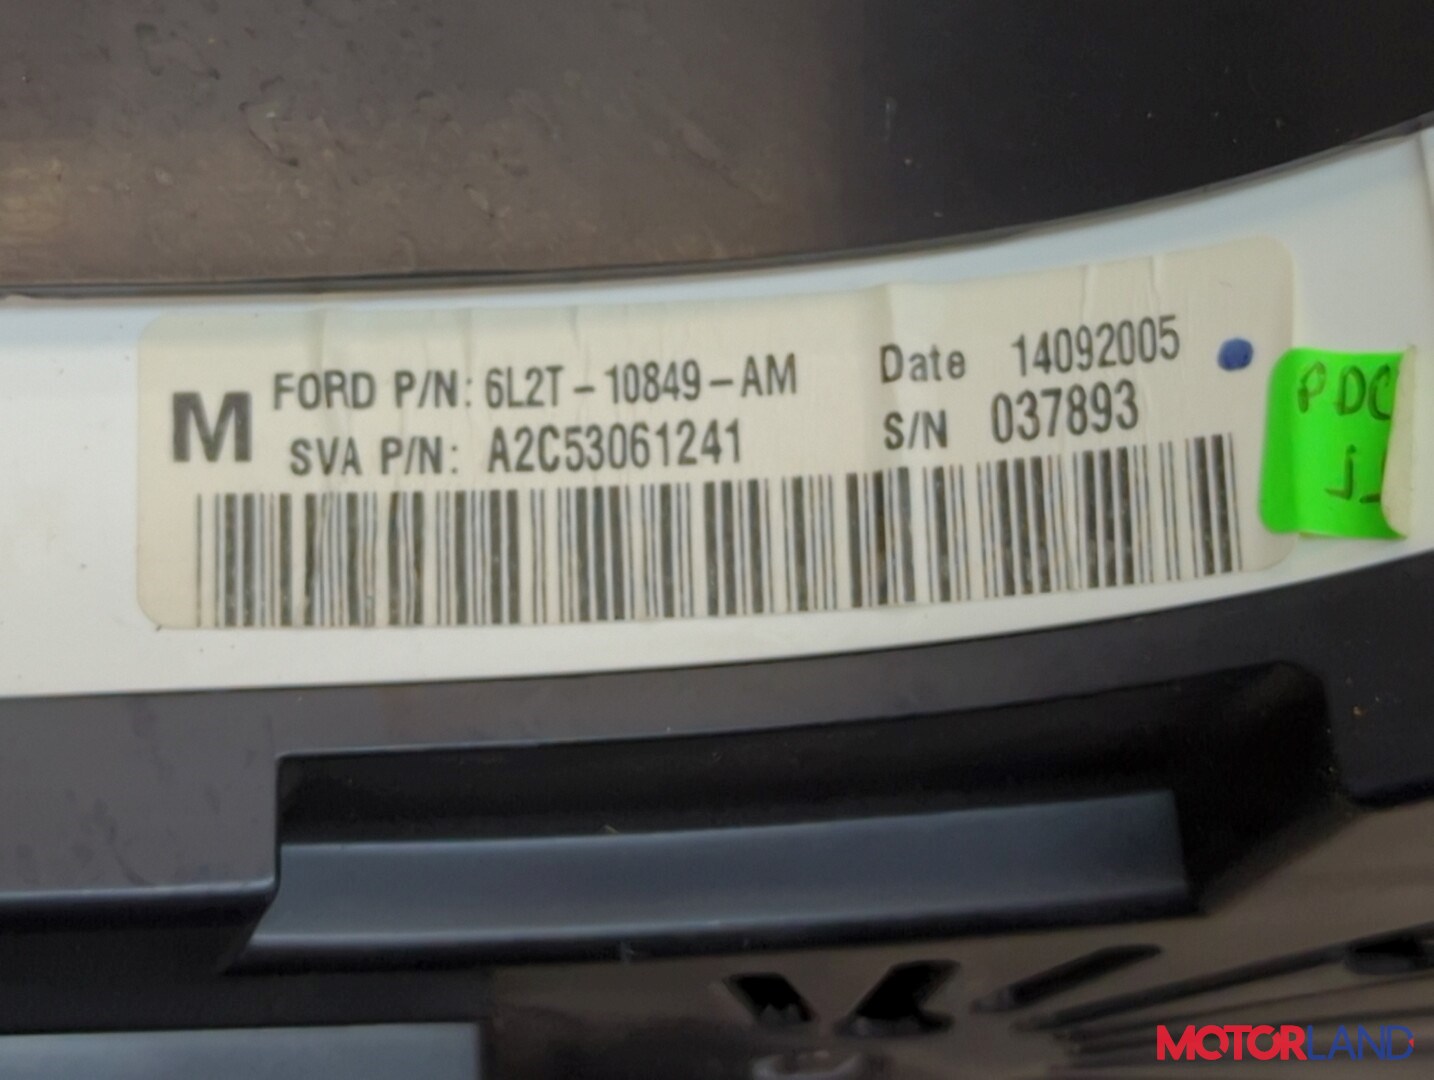 M
FORD P/N: 6L2T-10849-AM
Date 14092005
SVA P/N: A2C53061241
S/N 037893
PDC
MOTORLAND